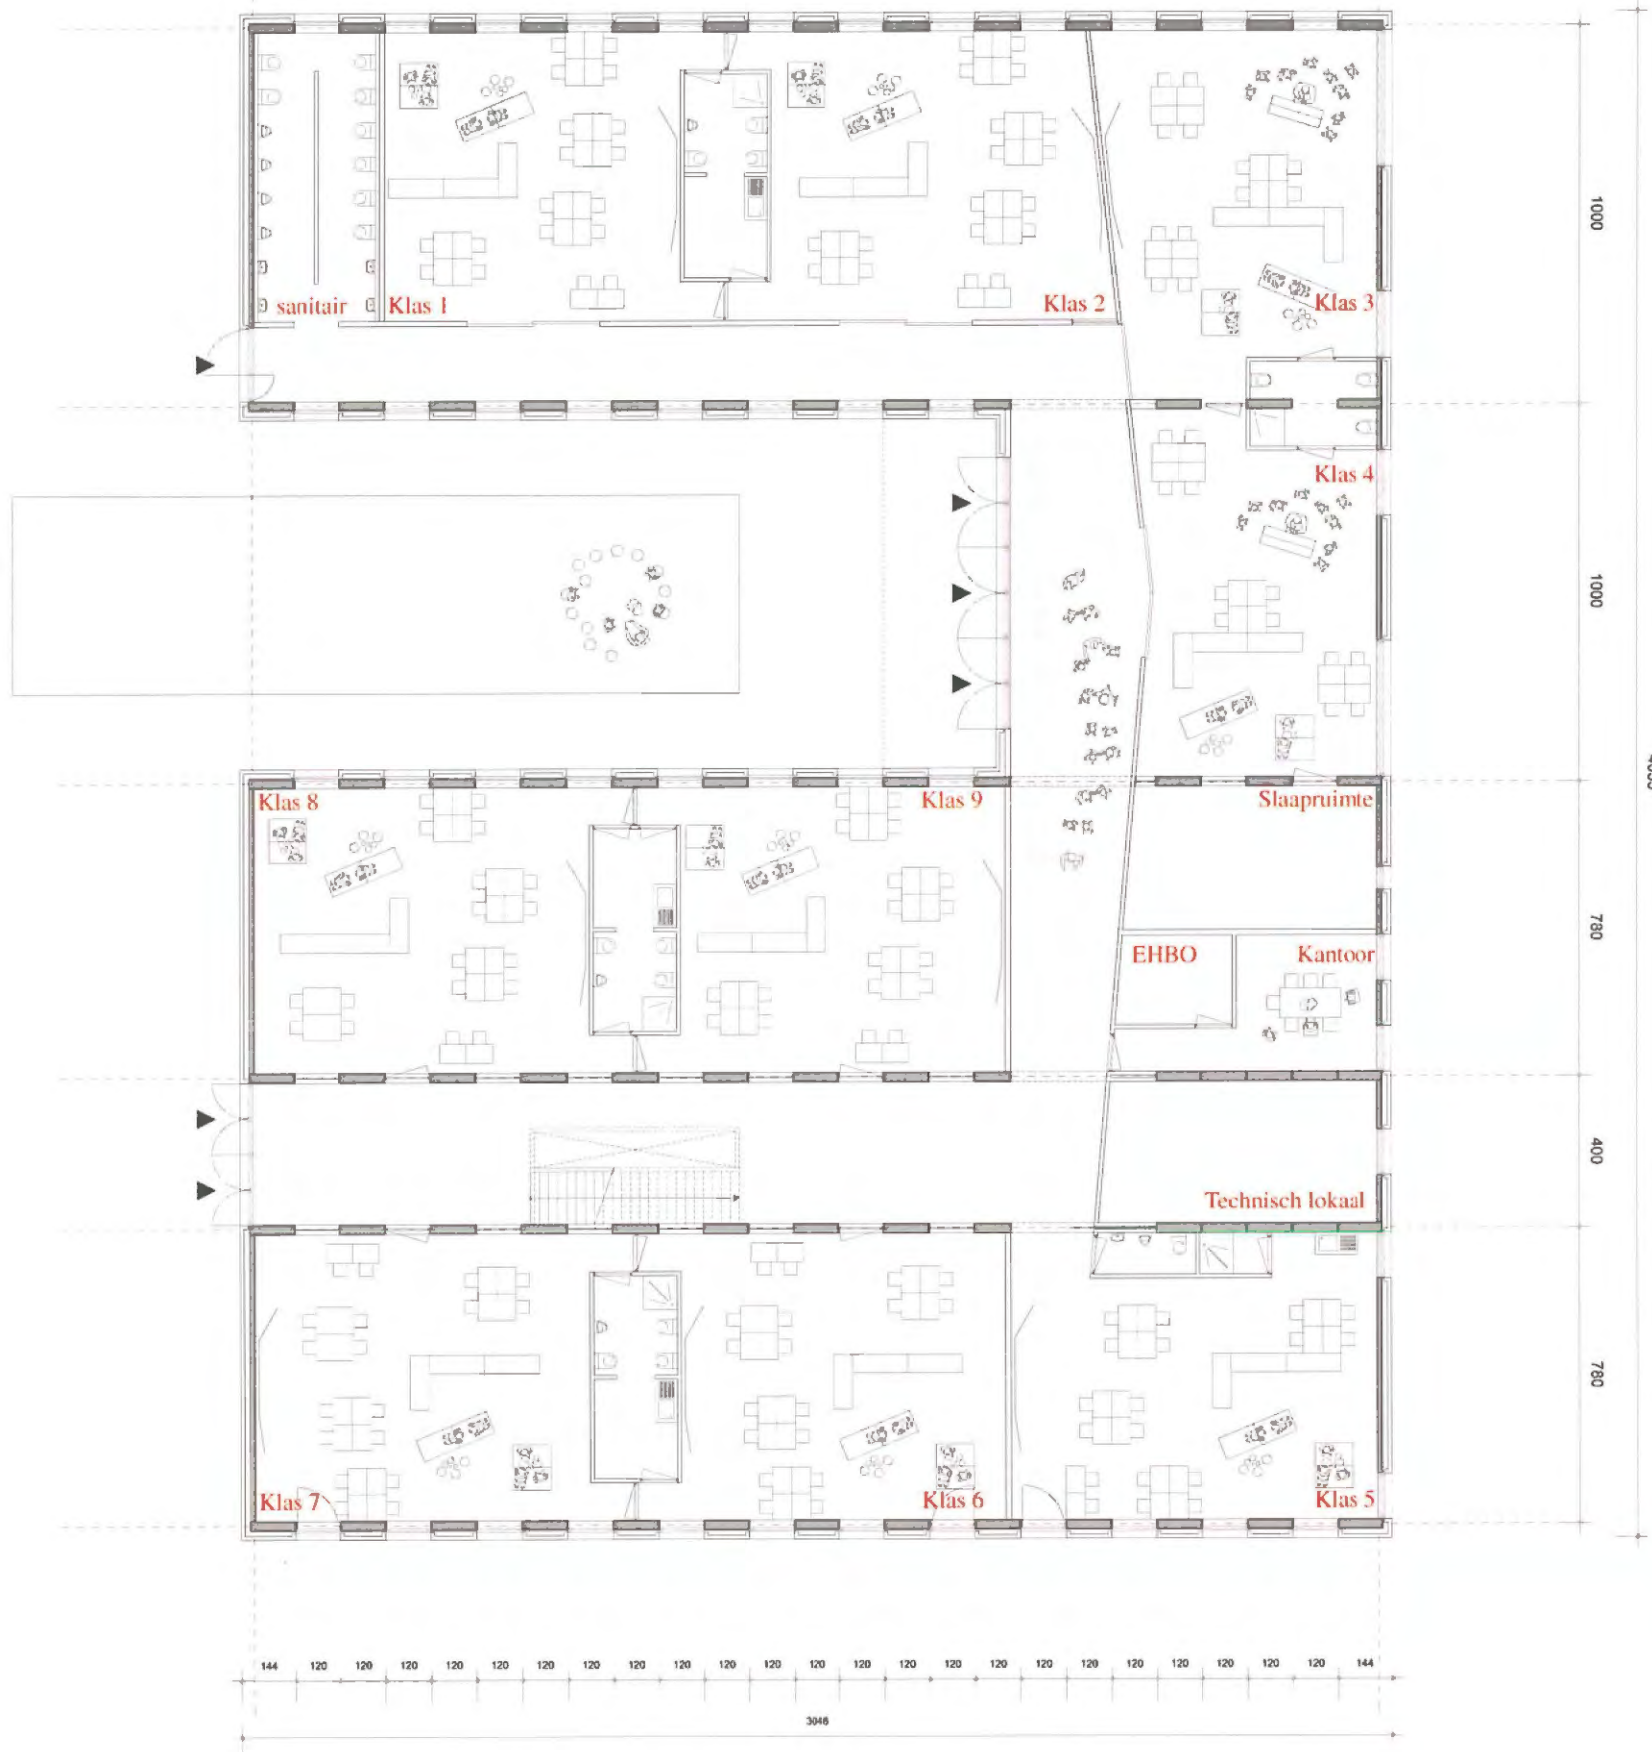 1000
sanitair
Klas 1
Klas 2
Klas 3
Klas 4
1000
Klas 8
Klas 9
Slaapruimte
780
EHBO
Kantoor
400
Technisch lokaal
780
Klas 7
Klas 6
Klas 5
144 120 120 120 120 120 120 120 120 120 120 120 120 120 120 120 120 120 120 120 120 120 120 120 144
3046